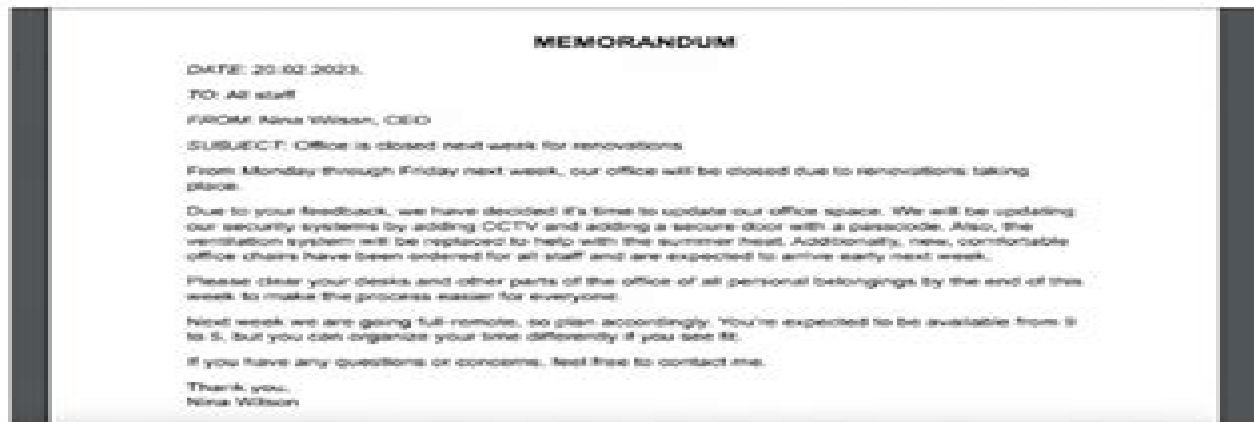 MEMORANDUM
DATE: 20.02.2023.
TO: All staff
FROM: Nina Wilson, CEO
SUBJECT: Office is closed next week for renovations
From Monday through Friday next week, our office will be closed due to renovations taking
place.
Due to your feedback, we have decided it's time to update our office space. We will be updating
our security systems by adding CCTV and adding a secure door with a passcode. Also, the
ventilation system will be replaced to help with the summer heat. Additionally, new, comfortable
office chairs have been ordered for all staff and are expected to arrive early next week.
Please clear your desks and other parts of the office of all personal belongings by the end of this
week to make the process easier for everyone.
Next week we are going full remote, so plan accordingly. You're expected to be available from 9
to 5, but you can organize your time differently if you see fit.
If you have any questions or concerns, feel free to contact me.
Thank you,
Nina Wilson